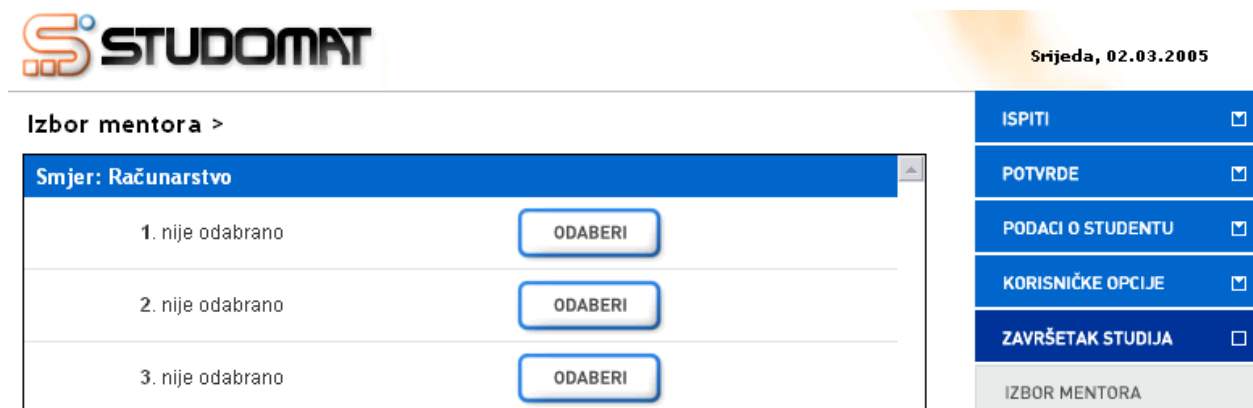 STUDOMAT
Srijeda, 02.03.2005
Izbor mentora >
Smjer: Računarstvo
1. nije odabrano ODABERI
2. nije odabrano ODABERI
3. nije odabrano ODABERI
ISPITI
POTVRDE
PODACI O STUDENTU
KORISNIČKE OPCIJE
ZAVRŠETAK STUDIJA
IZBOR MENTORA